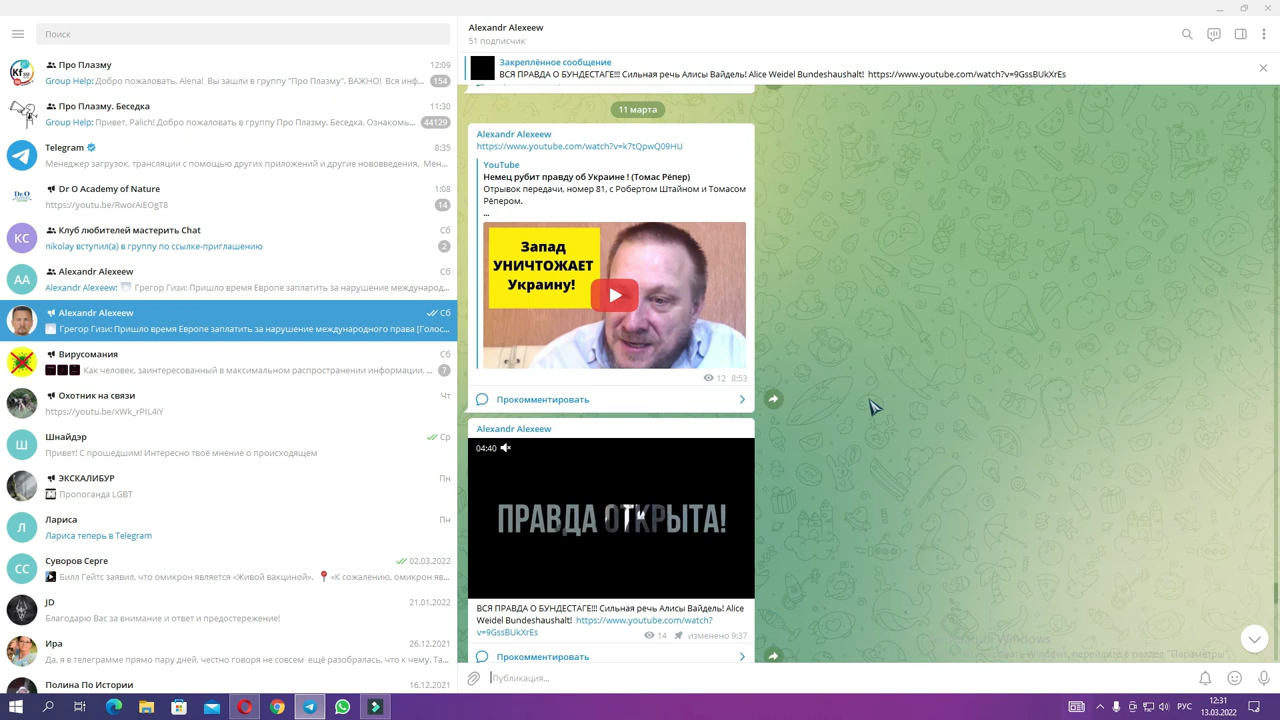 Поиск
Про Плазму 12:09
Group Help: Добро пожаловать, Alena! Вы зашли в группу "Про Плазму". ВАЖНО! Вся инф... 154
Про Плазму. Беседка 11:30
Group Help: Привет, Palich! Добро пожаловать в группу Про Плазму, Беседка. Ознакомь... 44129
Telegram 8:35
Менеджер загрузок, трансляции с помощью других приложений и другие нововведения. Мен...
Dr O Academy of Nature 1:08
https://youtu.be/RworAiEOgT8 14
КС
Клуб любителей мастерить Chat Сб
nikolay вступил(а) в группу по ссылке-приглашению 2
АА
Alexandr Alexeew Сб
Alexandr Alexeew: Грегор Гизи: Пришло время Европе заплатить за нарушение международ...
Alexandr Alexeew Сб
Грегор Гизи: Пришло время Европе заплатить за нарушение международного права [Голос...
Вирусомания Сб
Как человек, заинтересованный в максимальном распространении информации, ... 7
Охотник на связи Чт
https://youtu.be/xWk_rPIL4iY
Ш
Шнайдэр Ср
Привет! С прошедшим! Интересно твоё мнение о происходящем
ЭКСКАЛИБУР Пн
Пропоганда LGBT
Л
Лариса Пн
Лариса теперь в Telegram
СС
Суворов Серге 02.03.2022
Билл Гейтс заявил, что омикрон является «Живой вакциной». «К сожалению, омикрон яв...
JD 21.01.2022
Благодарю Вас за внимание и ответ и предостережение!
Ира 26.12.2021
Да, я в телеграмме прямо пару дней, честно говоря не совсем ещё разобралась, что к чему. Та...
Полина По Истории 16.12.2021
Alexandr Alexeew
51 подписчик
Закреплённое сообщение
ВСЯ ПРАВДА О БУНДЕСТАГЕ!!! Сильная речь Алисы Вайдель! Alice Weidel Bundeshaushalt! https://www.youtube.com/watch?v=9GssBUkXrEs
11 марта
Alexandr Alexeew
https://www.youtube.com/watch?v=k7tQpwQ09HU
YouTube
Немец рубит правду об Украине ! (Томас Рёпер)
Отрывок передачи, номер 81, с Робертом Штайном и Томасом
Рёпером.
...
Запад
УНИЧТОЖАЕТ
Украину!
12 8:53
Прокомментировать
Alexandr Alexeew
04:40
ПРАВДА ОТКРЫТА!
ВСЯ ПРАВДА О БУНДЕСТАГЕ!!! Сильная речь Алисы Вайдель! Alice
Weidel Bundeshaushalt! https://www.youtube.com/watch?
v=9GssBUkXrEs 14 изменено 9:37
Прокомментировать
Windows
Windows, перейдите в раздел "Параметры".
Публикация...
12:31
13.03.2022